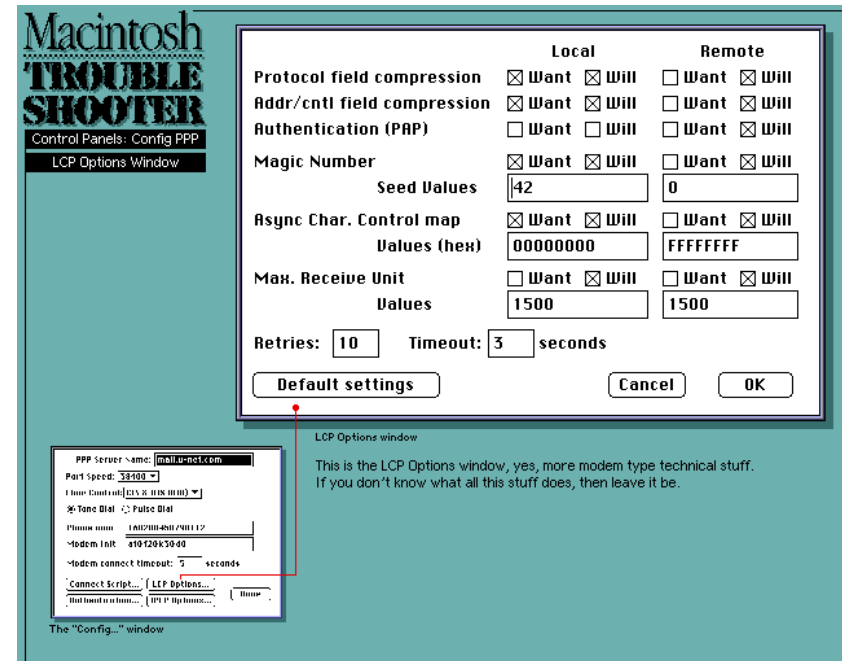 Macintosh
TROUBLE
SHOOTER
Control Panels: Config PPP
LCP Options Window
Local Remote
Protocol field compression Want Will Want Will
Addr/cntl field compression Want Will Want Will
Authentication (PAP) Want Will Want Will
Magic Number Want Will Want Will
Seed Values 42 0
Async Char. Control map Want Will Want Will
Values (hex) 00000000 FFFFFFFF
Max. Receive Unit Want Will Want Will
Values 1500 1500
Retries: 10 Timeout: 3 seconds
Default settings Cancel OK
LCP Options window
This is the LCP Options window, yes, more modem type technical stuff.
If you don't know what all this stuff does, then leave it be.
PPP Server Name: mail.u-net.com
Port Speed: 38400
Flow Control:
Tone Dial Pulse Dial
Phone num
Modem Init
Modem connect timeout: seconds
Connect Script... LCP Options...
Authentication... IPCP Options... Done
The "Config..." window